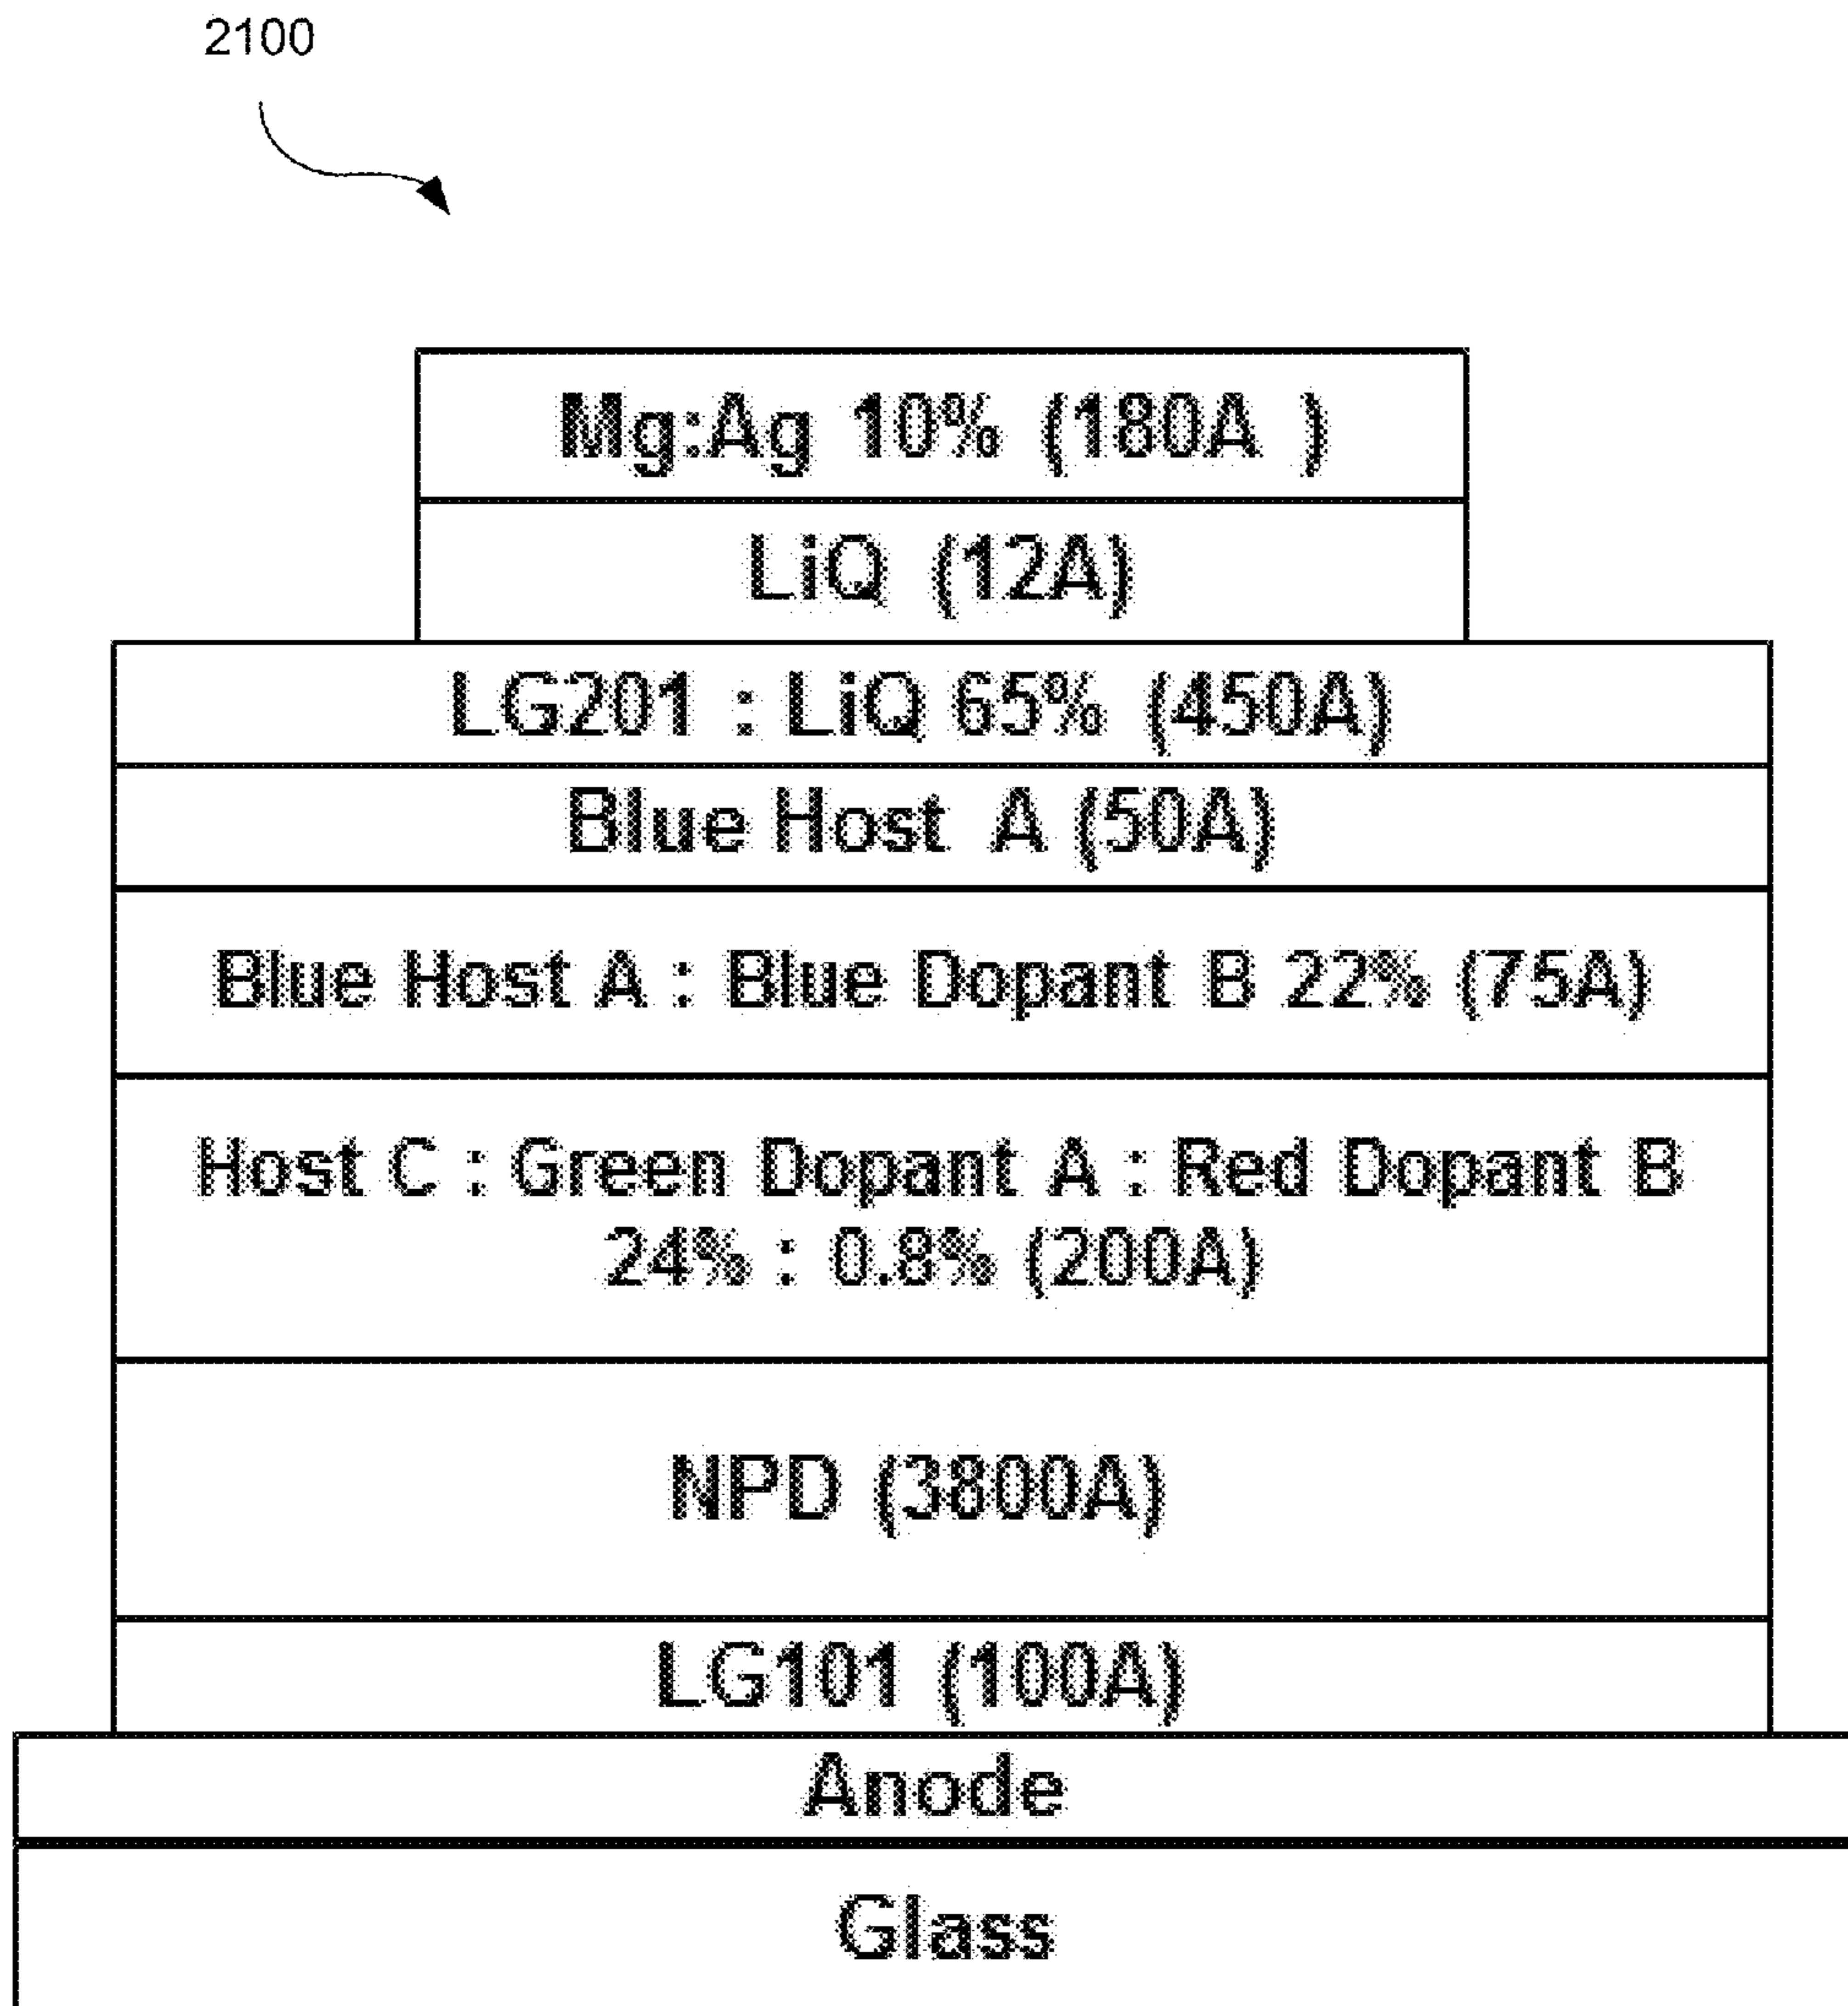 2100
Mg:Ag 10% (180A )
LiQ (12A)
LG201 : LiQ 65% (450A)
Blue Host A (50A)
Blue Host A : Blue Dopant B 22% (75A)
Host C : Green Dopant A : Red Dopant B
24% : 0.8% (200A)
NPD (3800A)
LG101 (100A)
Anode
Glass